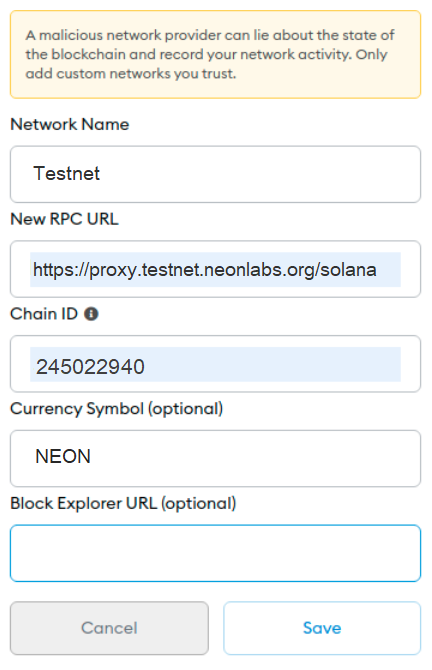 A malicious network provider can lie about the state of
the blockchain and record your network activity. Only
add custom networks you trust.
Network Name
Testnet
New RPC URL
https://proxy.testnet.neonlabs.org/solana
Chain ID
245022940
Currency Symbol (optional)
NEON
Block Explorer URL (optional)
Cancel
Save